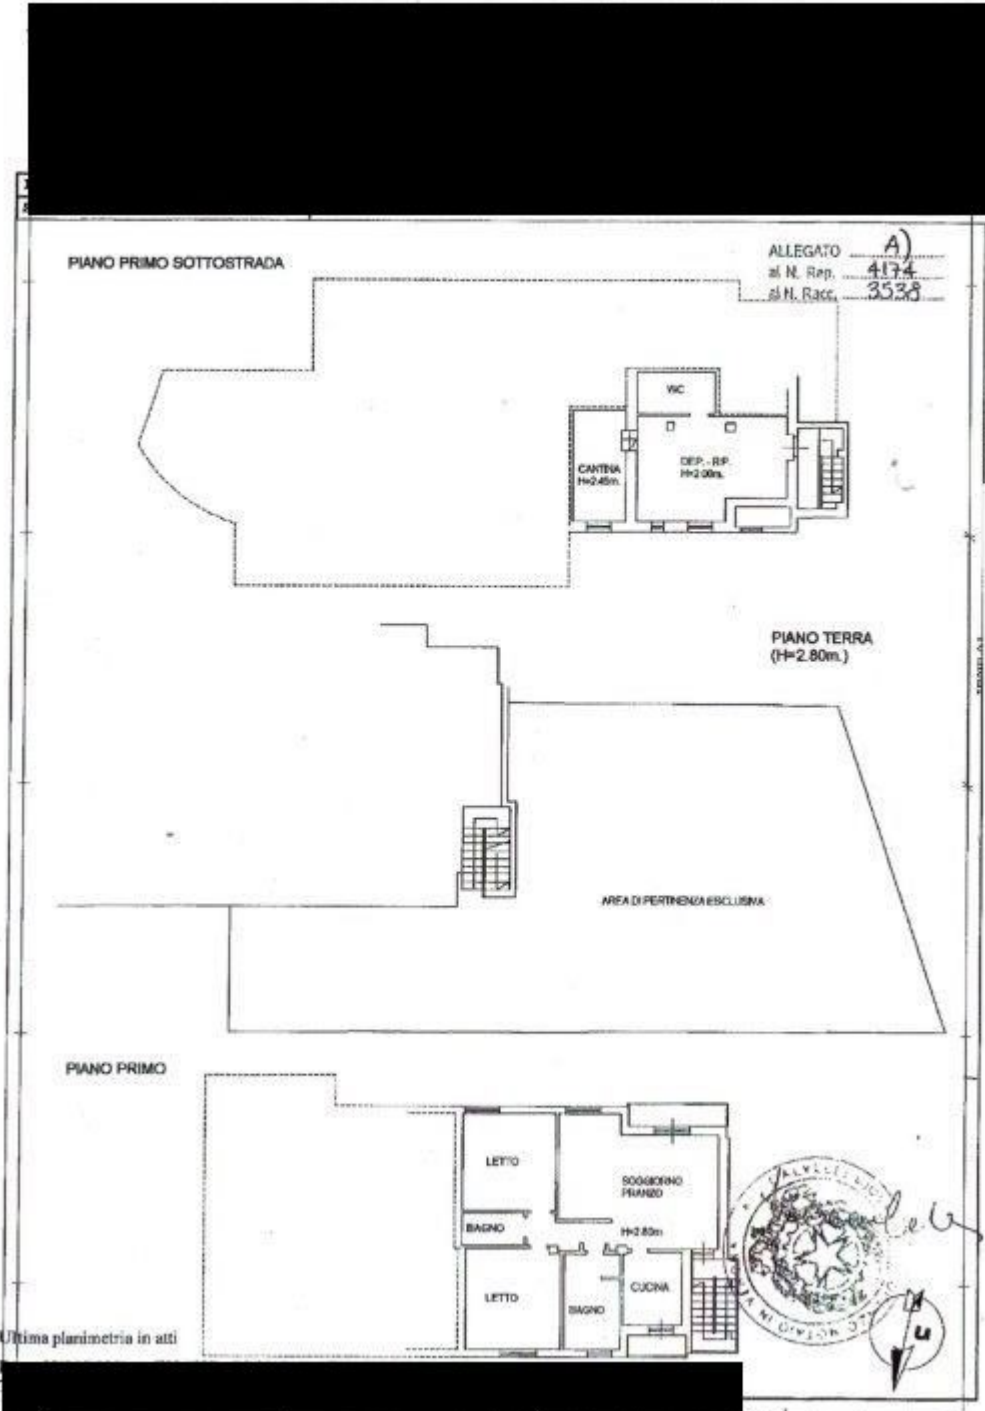 PIANO PRIMO SOTTOSTRADA
ALLEGATO A)
al N. Rep. 4174
al N. Racc. 3538
WC
CANTINA
H=2.45m.
DEP. - RIP.
H=2.00m.
PIANO TERRA
(H=2.80m.)
AREA DI PERTINENZA ESCLUSIVA
PIANO PRIMO
LETTO
SOGGIORNO
PRANZO
BAGNO
H=2.80m
LETTO
BAGNO
CUCINA
Ultima planimetria in atti